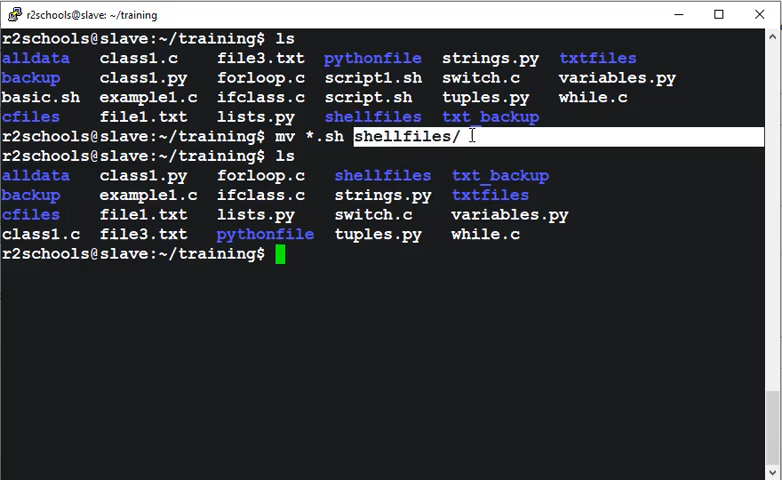 r2schools@slave: ~/training
r2schools@slave:~/training$ ls
alldata class1.c file3.txt pythonfile strings.py txtfiles
backup class1.py forloop.c script1.sh switch.c variables.py
basic.sh example1.c ifclass.c script.sh tuples.py while.c
cfiles file1.txt lists.py shellfiles txt_backup
r2schools@slave:~/training$ mv *.sh shellfiles/
r2schools@slave:~/training$ ls
alldata class1.py forloop.c shellfiles txt_backup
backup example1.c ifclass.c strings.py txtfiles
cfiles file1.txt lists.py switch.c variables.py
class1.c file3.txt pythonfile tuples.py while.c
r2schools@slave:~/training$